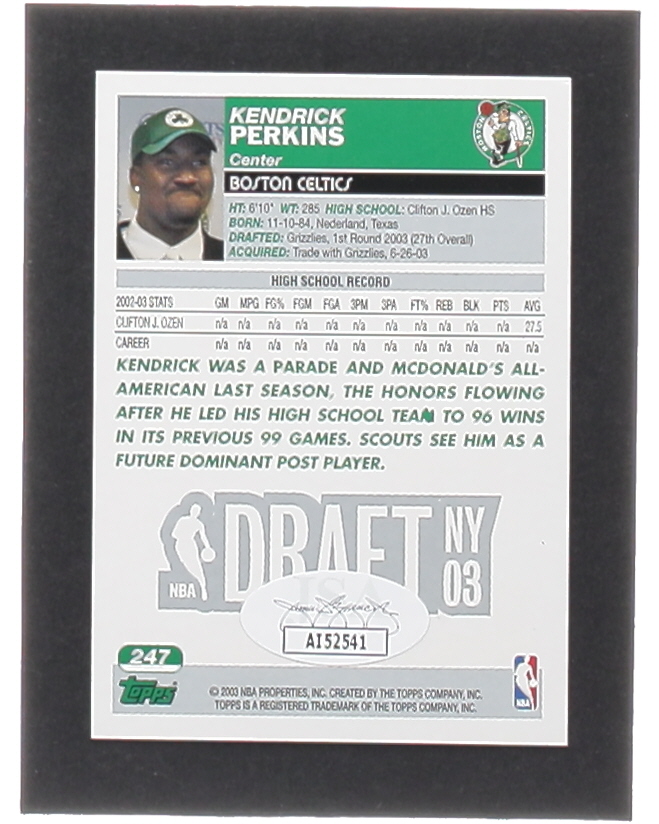 KENDRICK
PERKINS
Center
BOSTON CELTICS
BOSTON CELTICS
HT: 6'10" WT: 285 HIGH SCHOOL: Clifton J. Ozen HS
BORN: 11-10-84, Nederland, Texas
DRAFTED: Grizzlies, 1st Round 2003 (27th Overall)
ACQUIRED: Trade with Grizzlies, 6-26-03
HIGH SCHOOL RECORD
2002-03 STATS GM MPG FG% FGM FGA 3PM 3PA FT% REB BLK PTS AVG
CLIFTON J. OZEN n/a n/a n/a n/a n/a n/a n/a n/a n/a n/a n/a 27.5
CAREER n/a n/a n/a n/a n/a n/a n/a n/a n/a n/a n/a n/a
KENDRICK WAS A PARADE AND MCDONALD'S ALL-
AMERICAN LAST SEASON, THE HONORS FLOWING
AFTER HE LED HIS HIGH SCHOOL TEAM TO 96 WINS
IN ITS PREVIOUS 99 GAMES. SCOUTS SEE HIM AS A
FUTURE DOMINANT POST PLAYER.
NBA DRAFT NY 03
JSA
AI52541
247
Topps
© 2003 NBA PROPERTIES, INC. CREATED BY THE TOPPS COMPANY, INC.
TOPPS IS A REGISTERED TRADEMARK OF THE TOPPS COMPANY, INC.
NBA